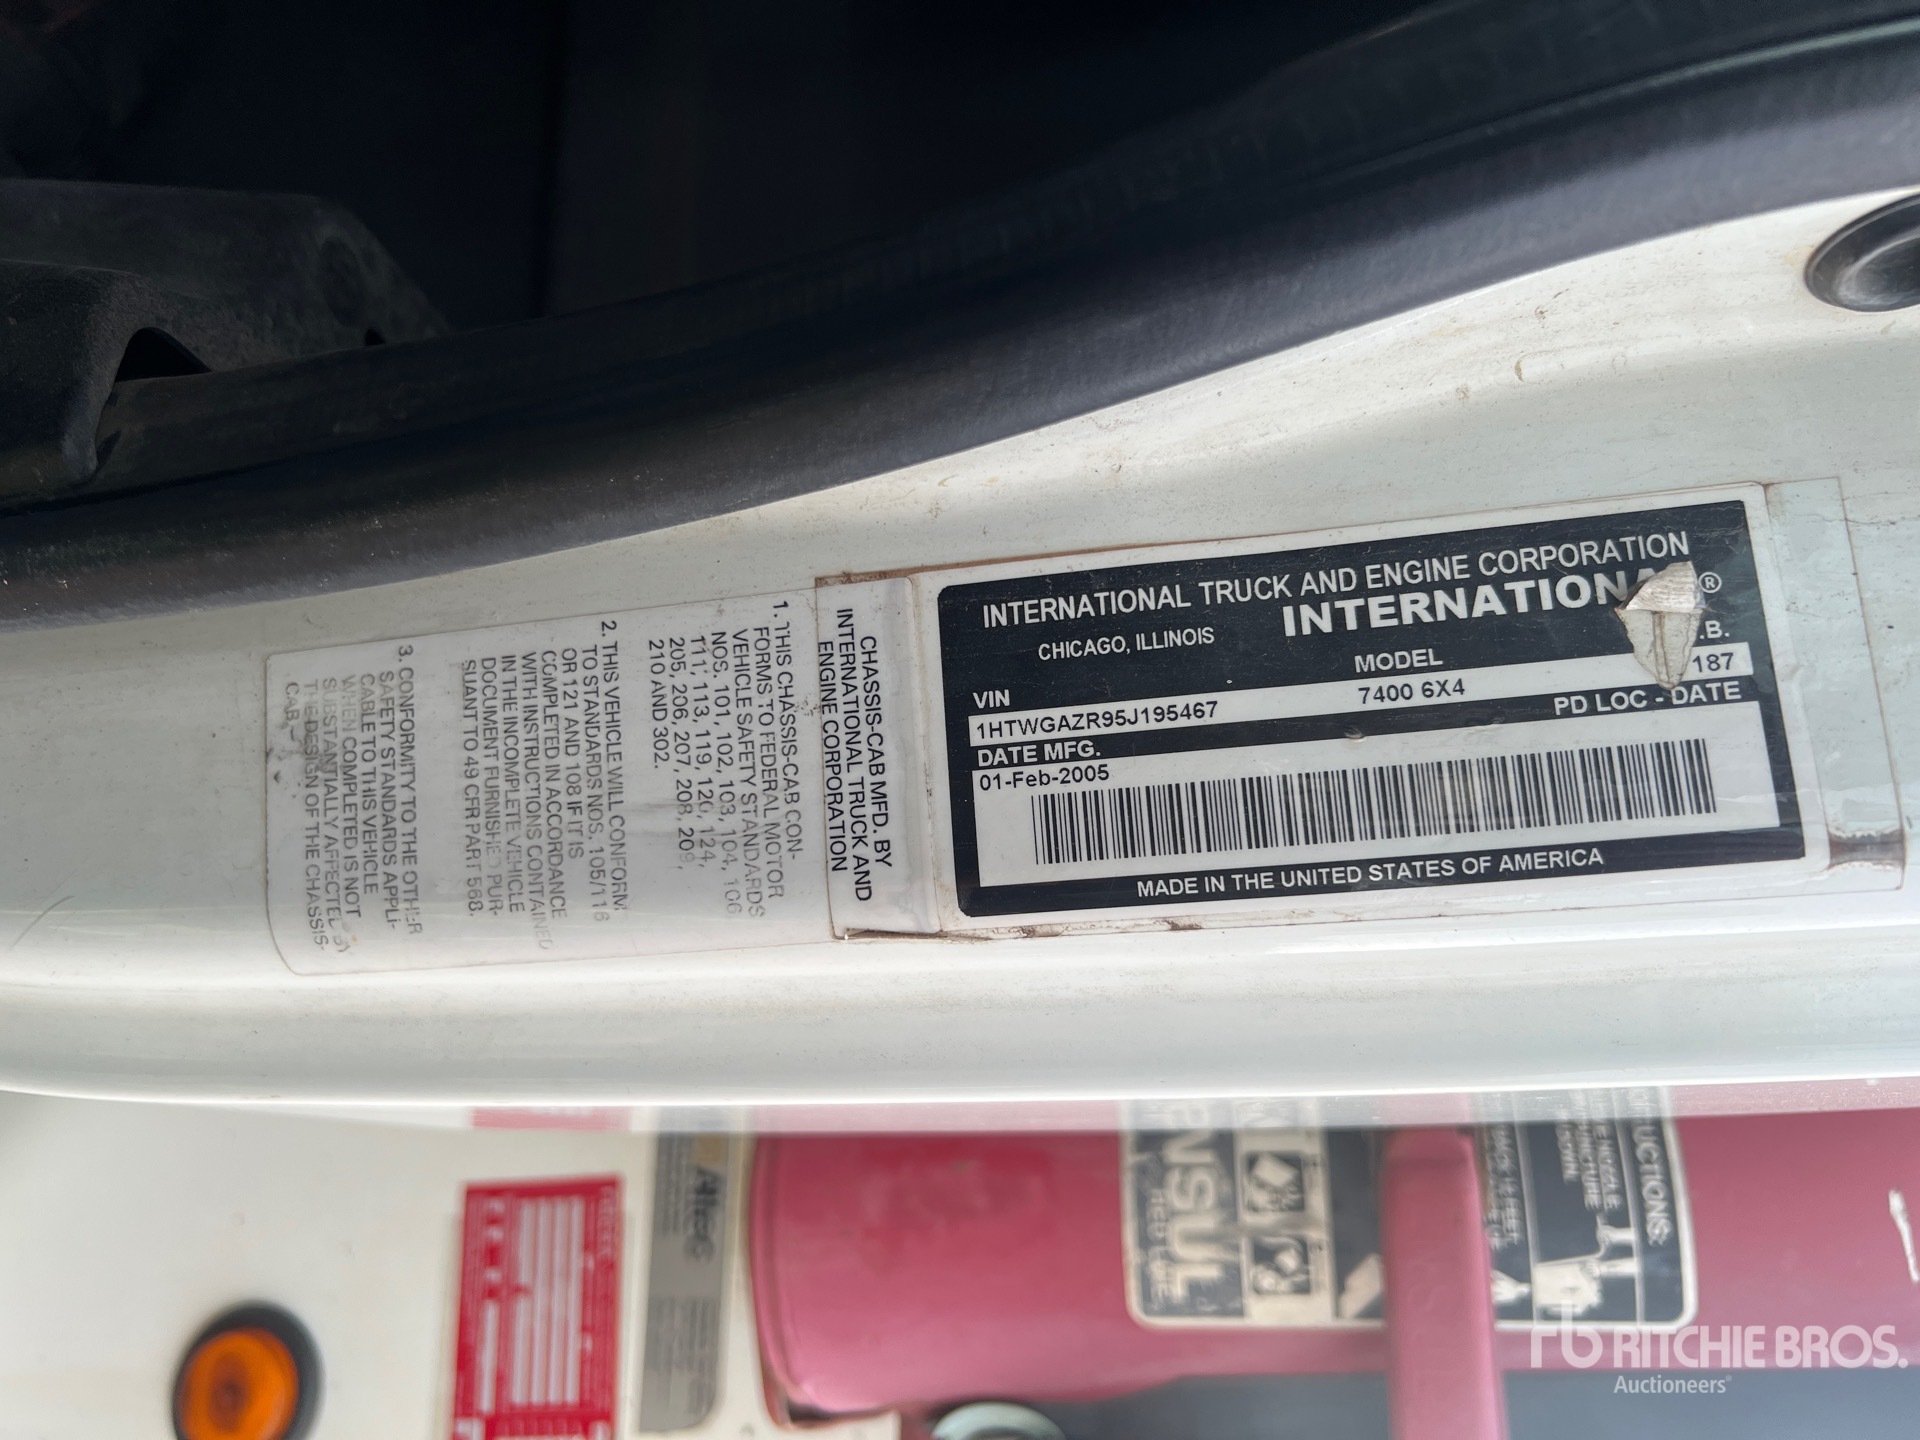 INTERNATIONAL TRUCK AND ENGINE CORPORATION
CHICAGO, ILLINOIS
INTERNATIONAL®
VIN
MODEL
.B.
1HTWGAZR95J195467
7400 6X4
187
DATE MFG.
PD LOC - DATE
01-Feb-2005
MADE IN THE UNITED STATES OF AMERICA
CHASSIS-CAB MFD. BY
INTERNATIONAL TRUCK AND
ENGINE CORPORATION
1. THIS CHASSIS-CAB CON-
FORMS TO FEDERAL MOTOR
VEHICLE SAFETY STANDARDS
NOS. 101, 102, 103, 104, 106
111, 113, 119, 120, 124,
205, 206, 207, 208, 209,
210 AND 302.
2. THIS VEHICLE WILL CONFORM
TO STANDARDS NOS. 105/116
OR 121 AND 108 IF IT IS
COMPLETED IN ACCORDANCE
WITH INSTRUCTIONS CONTAINED
IN THE INCOMPLETE VEHICLE
DOCUMENT FURNISHED PUR-
SUANT TO 49 CFR PART 568.
3. CONFORMITY TO THE OTHER
SAFETY STANDARDS APPLI-
CABLE TO THIS VEHICLE
WHEN COMPLETED IS NOT
SUBSTANTIALLY AFFECTED BY
THE DESIGN OF THE CHASSIS-
CAB.
Altec
RITCHIE BROS.
Auctioneers